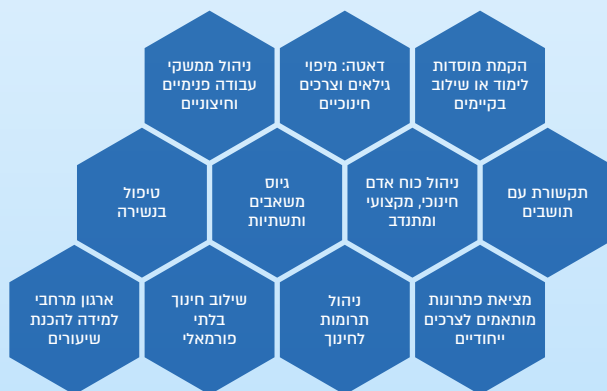 הקמת מוסדות
לימוד או שילוב
בקיימים
דאטה: מיפוי
גילאים וצרכים
חינוכיים
ניהול ממשקי
עבודה פנימיים
וחיצוניים
תקשורת עם
תושבים
ניהול כוח אדם
חינוכי, מקצועי
ומתנדב
גיוס
משאבים
ותשתיות
טיפול
בנשירה
מציאת פתרונות
מותאמים לצרכים
ייחודיים
ניהול
תרומות
לחינוך
שילוב חינוך
בלתי
פורמאלי
ארגון מרחבי
למידה להכנת
שיעורים